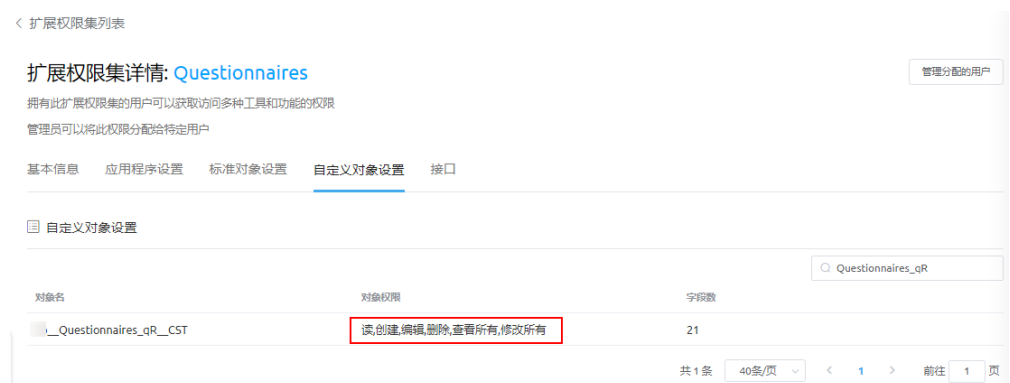 扩展权限集列表
扩展权限集详情: Questionnaires
管理分配的用户
拥有此扩展权限集的用户可以获取访问多种工具和功能的权限
管理员可以将此权限分配给特定用户
基本信息 应用程序设置 标准对象设置 自定义对象设置 接口
自定义对象设置
Questionnaires_qR
对象名 对象权限 字段数
__Questionnaires_qR__CST 读,创建,编辑,删除,查看所有,修改所有 21
共 1 条 40条/页 1 前往 1 页